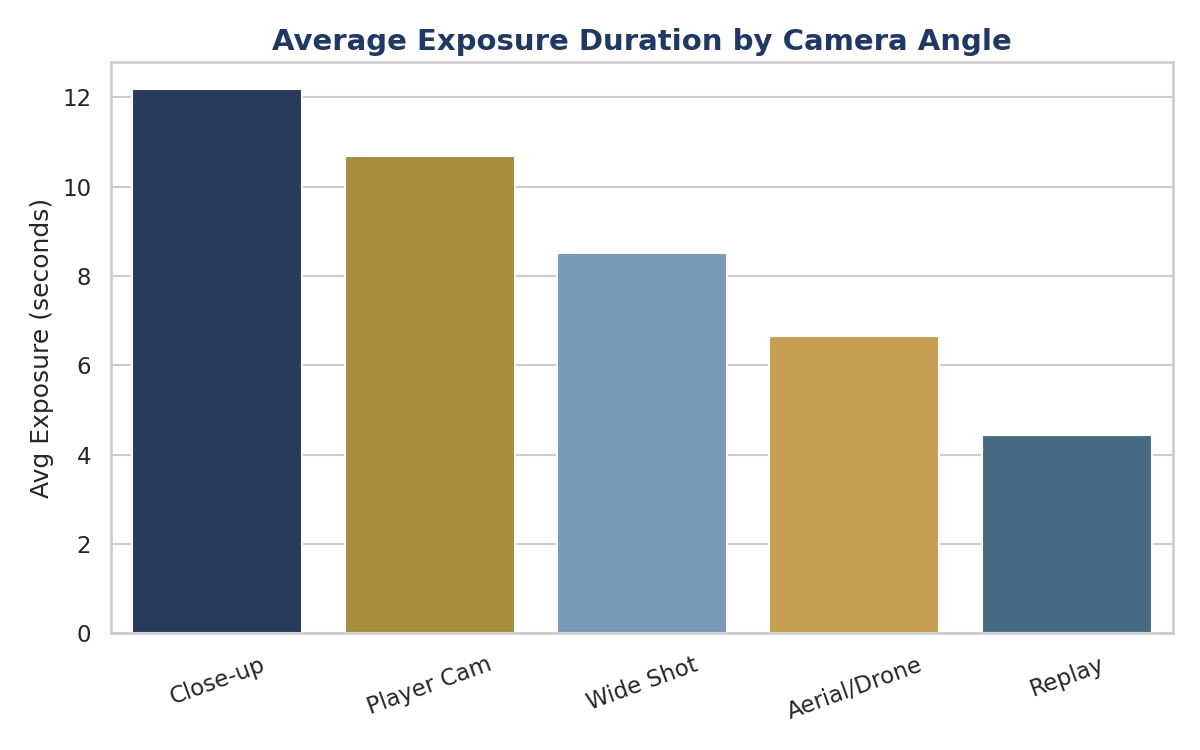 Average Exposure Duration by Camera Angle
Avg Exposure (seconds)
12
10
8
6
4
2
0
Close-up
Player Cam
Wide Shot
Aerial/Drone
Replay